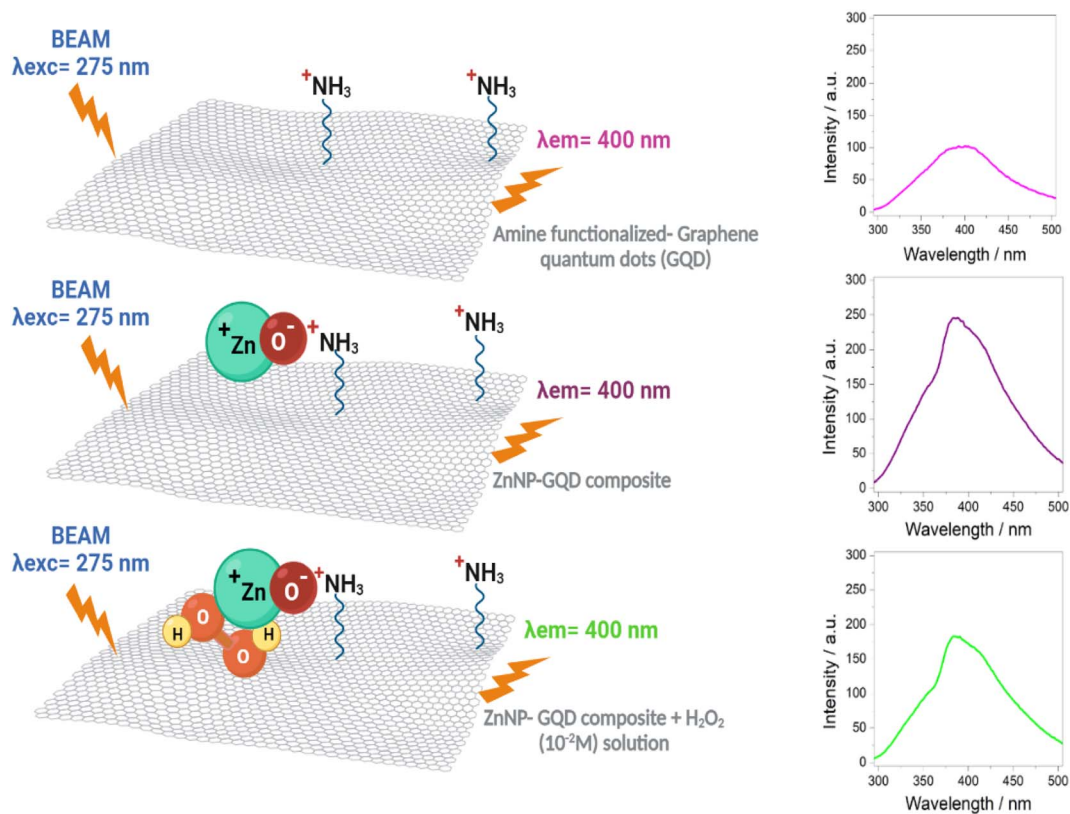 BEAM
λexc= 275 nm
+NH₃
+NH₃
λem= 400 nm
Amine functionalized- Graphene
quantum dots (GQD)
300
250
200
150
100
50
0
Intensity / a.u.
300 350 400 450 500
Wavelength / nm
BEAM
λexc= 275 nm
+Zn
O⁻
+NH₃
+NH₃
λem= 400 nm
ZnNP-GQD composite
300
250
200
150
100
50
0
Intensity / a.u.
300 350 400 450 500
Wavelength / nm
BEAM
λexc= 275 nm
+Zn
O⁻
+NH₃
+NH₃
O
H
H
O
λem= 400 nm
ZnNP- GQD composite + H₂O₂
(10⁻²M) solution
300
250
200
150
100
50
0
Intensity / a.u.
300 350 400 450 500
Wavelength / nm